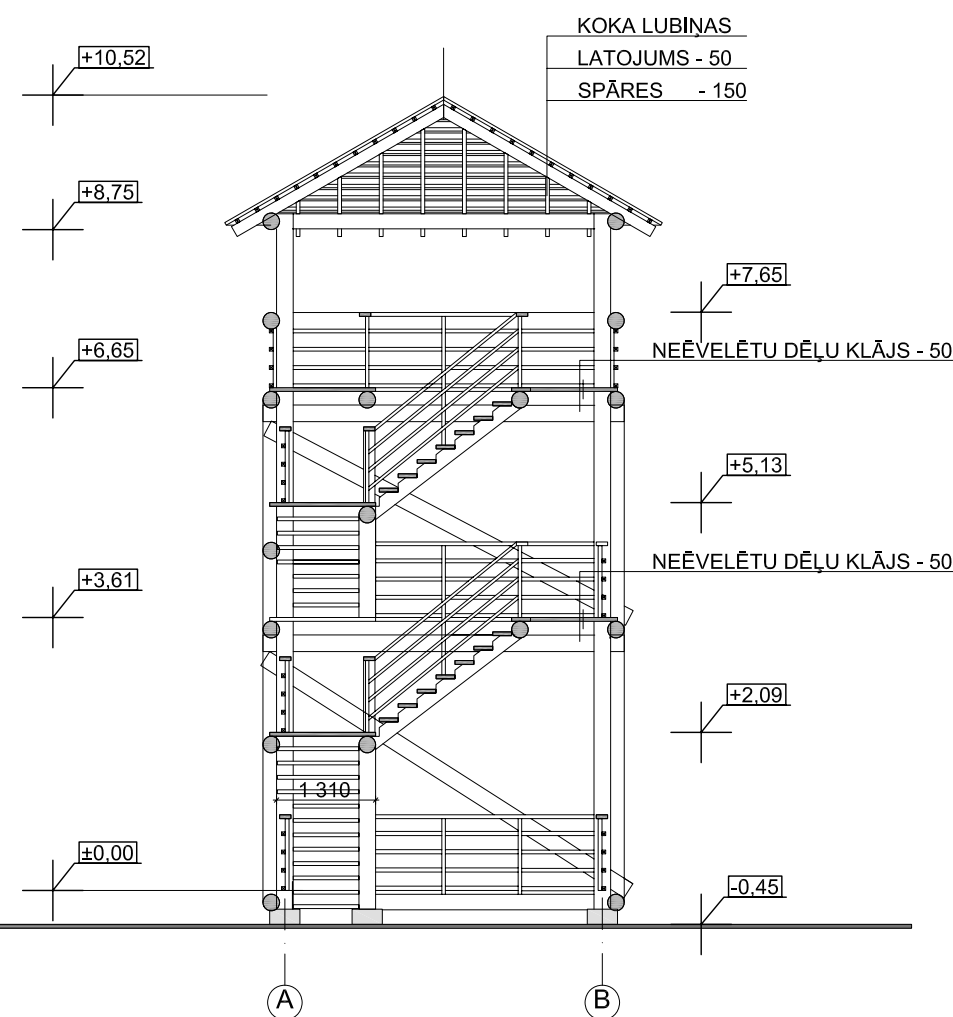 KOKA LUBIŅAS
LATOJUMS - 50
SPĀRES - 150
+10,52
+8,75
+7,65
NEĒVELĒTU DĒĻU KLĀJS - 50
+6,65
+5,13
NEĒVELĒTU DĒĻU KLĀJS - 50
+3,61
+2,09
1 310
±0,00
-0,45
A
B